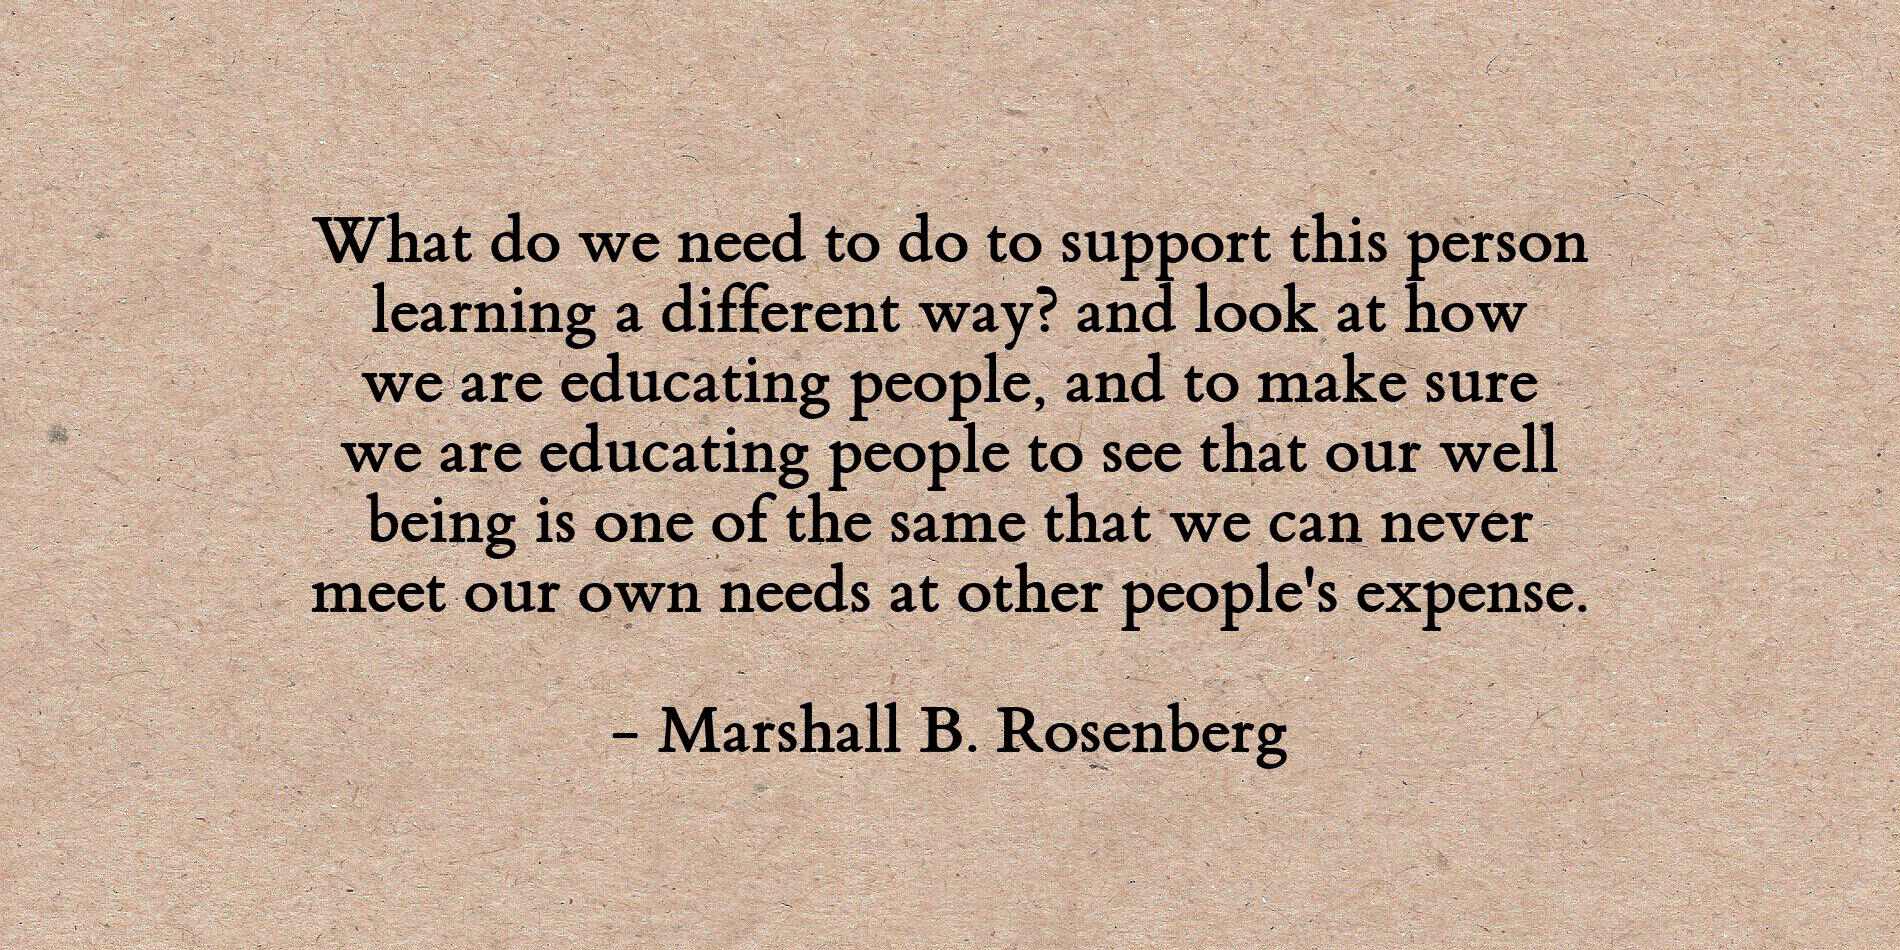 What do we need to do to support this person
learning a different way? and look at how
we are educating people, and to make sure
we are educating people to see that our well
being is one of the same that we can never
meet our own needs at other people's expense.
- Marshall B. Rosenberg